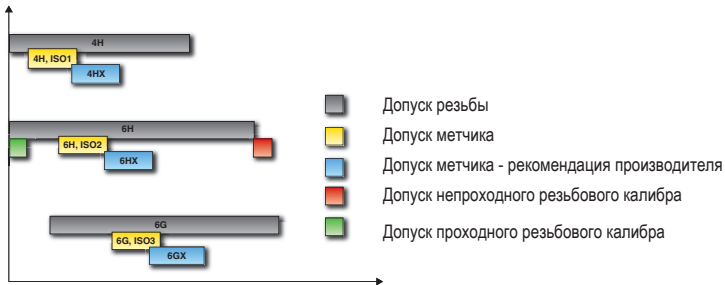 4H
4H, ISO1
4HX
6H
6H, ISO2
6HX
6G
6G, ISO3
6GX
Допуск резьбы
Допуск метчика
Допуск метчика - рекомендация производителя
Допуск непроходного резьбового калибра
Допуск проходного резьбового калибра